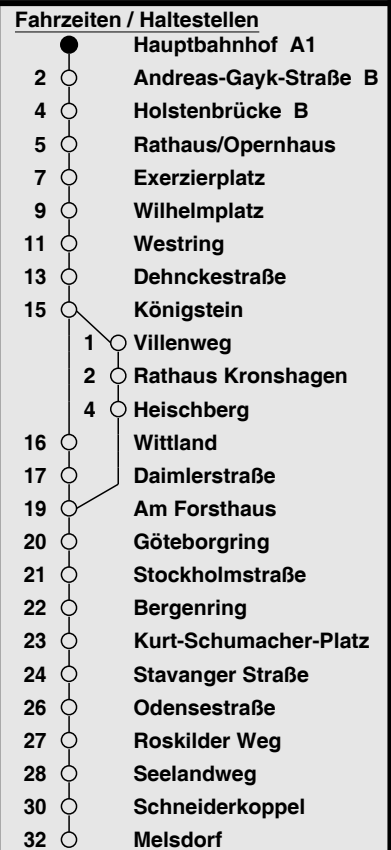 Fahrzeiten / Haltestellen
Hauptbahnhof A1
2 Andreas-Gayk-Straße B
4 Holstenbrücke B
5 Rathaus/Opernhaus
7 Exerzierplatz
9 Wilhelmplatz
11 Westring
13 Dehnckestraße
15 Königstein
1 Villenweg
2 Rathaus Kronshagen
4 Heischberg
16 Wittland
17 Daimlerstraße
19 Am Forsthaus
20 Göteborgring
21 Stockholmstraße
22 Bergenring
23 Kurt-Schumacher-Platz
24 Stavanger Straße
26 Odensestraße
27 Roskilder Weg
28 Seelandweg
30 Schneiderkoppel
32 Melsdorf